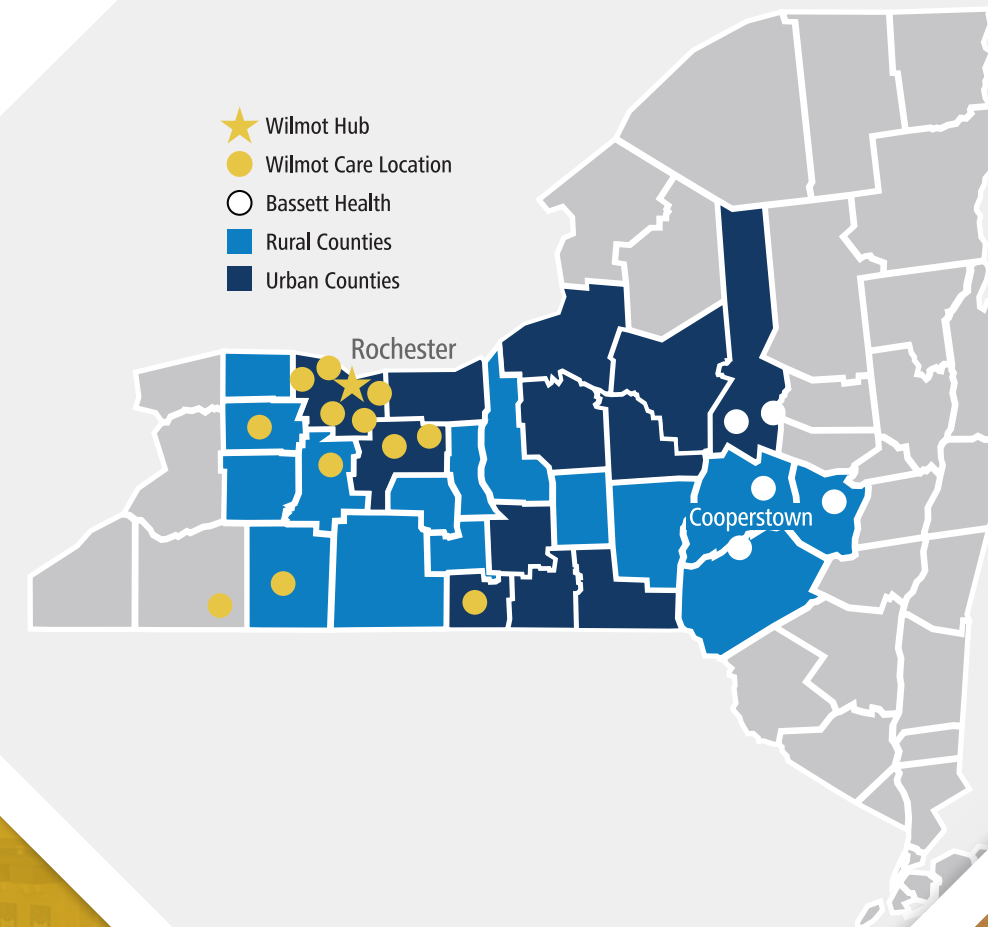 Wilmot Hub
Wilmot Care Location
Bassett Health
Rural Counties
Urban Counties
Rochester
Cooperstown